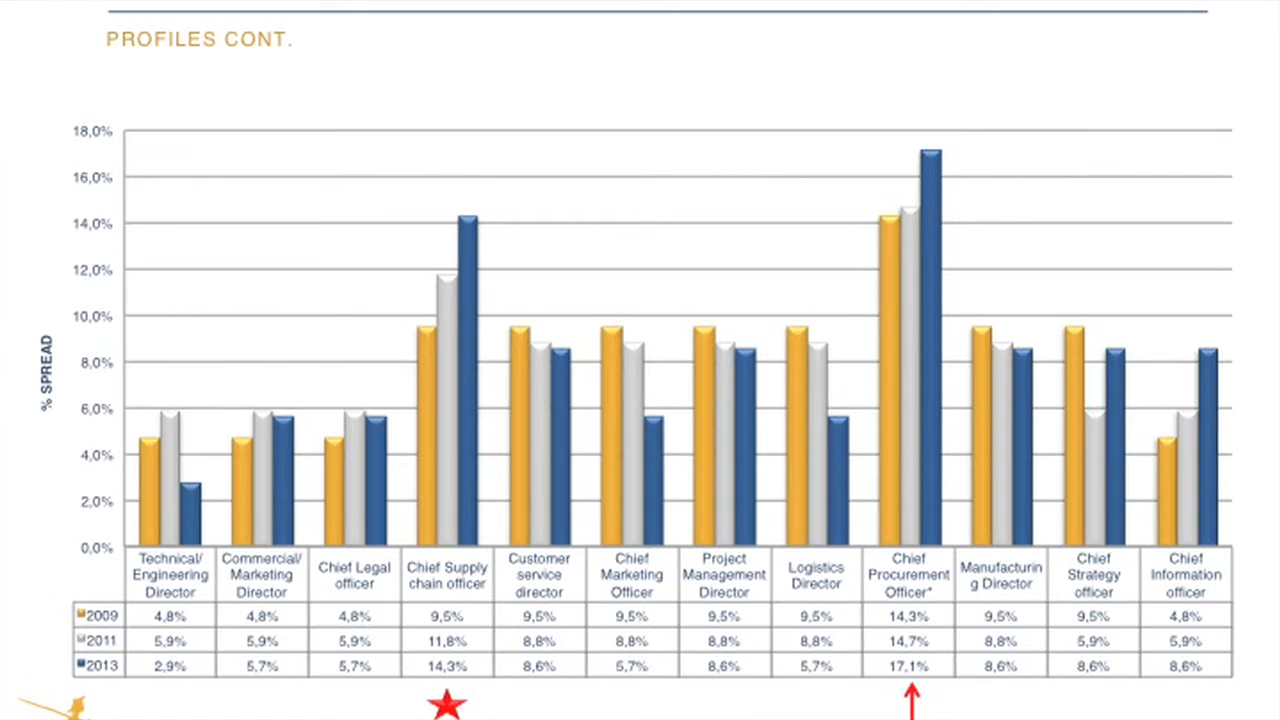 PROFILES CONT.
18,0%
16,0%
14,0%
12,0%
10,0%
8,0%
6,0%
4,0%
2,0%
0,0%
% SPREAD
Technical/
Engineering
Director
Commercial/
Marketing
Director
Chief Legal
officer
Chief Supply
chain officer
Customer
service
director
Chief
Marketing
Officer
Project
Management
Director
Logistics
Director
Chief
Procurement
Officer*
Manufacturin
g Director
Chief
Strategy
officer
Chief
Information
officer
2009 4,8% 4,8% 4,8% 9,5% 9,5% 9,5% 9,5% 9,5% 14,3% 9,5% 9,5% 4,8%
2011 5,9% 5,9% 5,9% 11,8% 8,8% 8,8% 8,8% 8,8% 14,7% 8,8% 5,9% 5,9%
2013 2,9% 5,7% 5,7% 14,3% 8,6% 5,7% 8,6% 5,7% 17,1% 8,6% 8,6% 8,6%